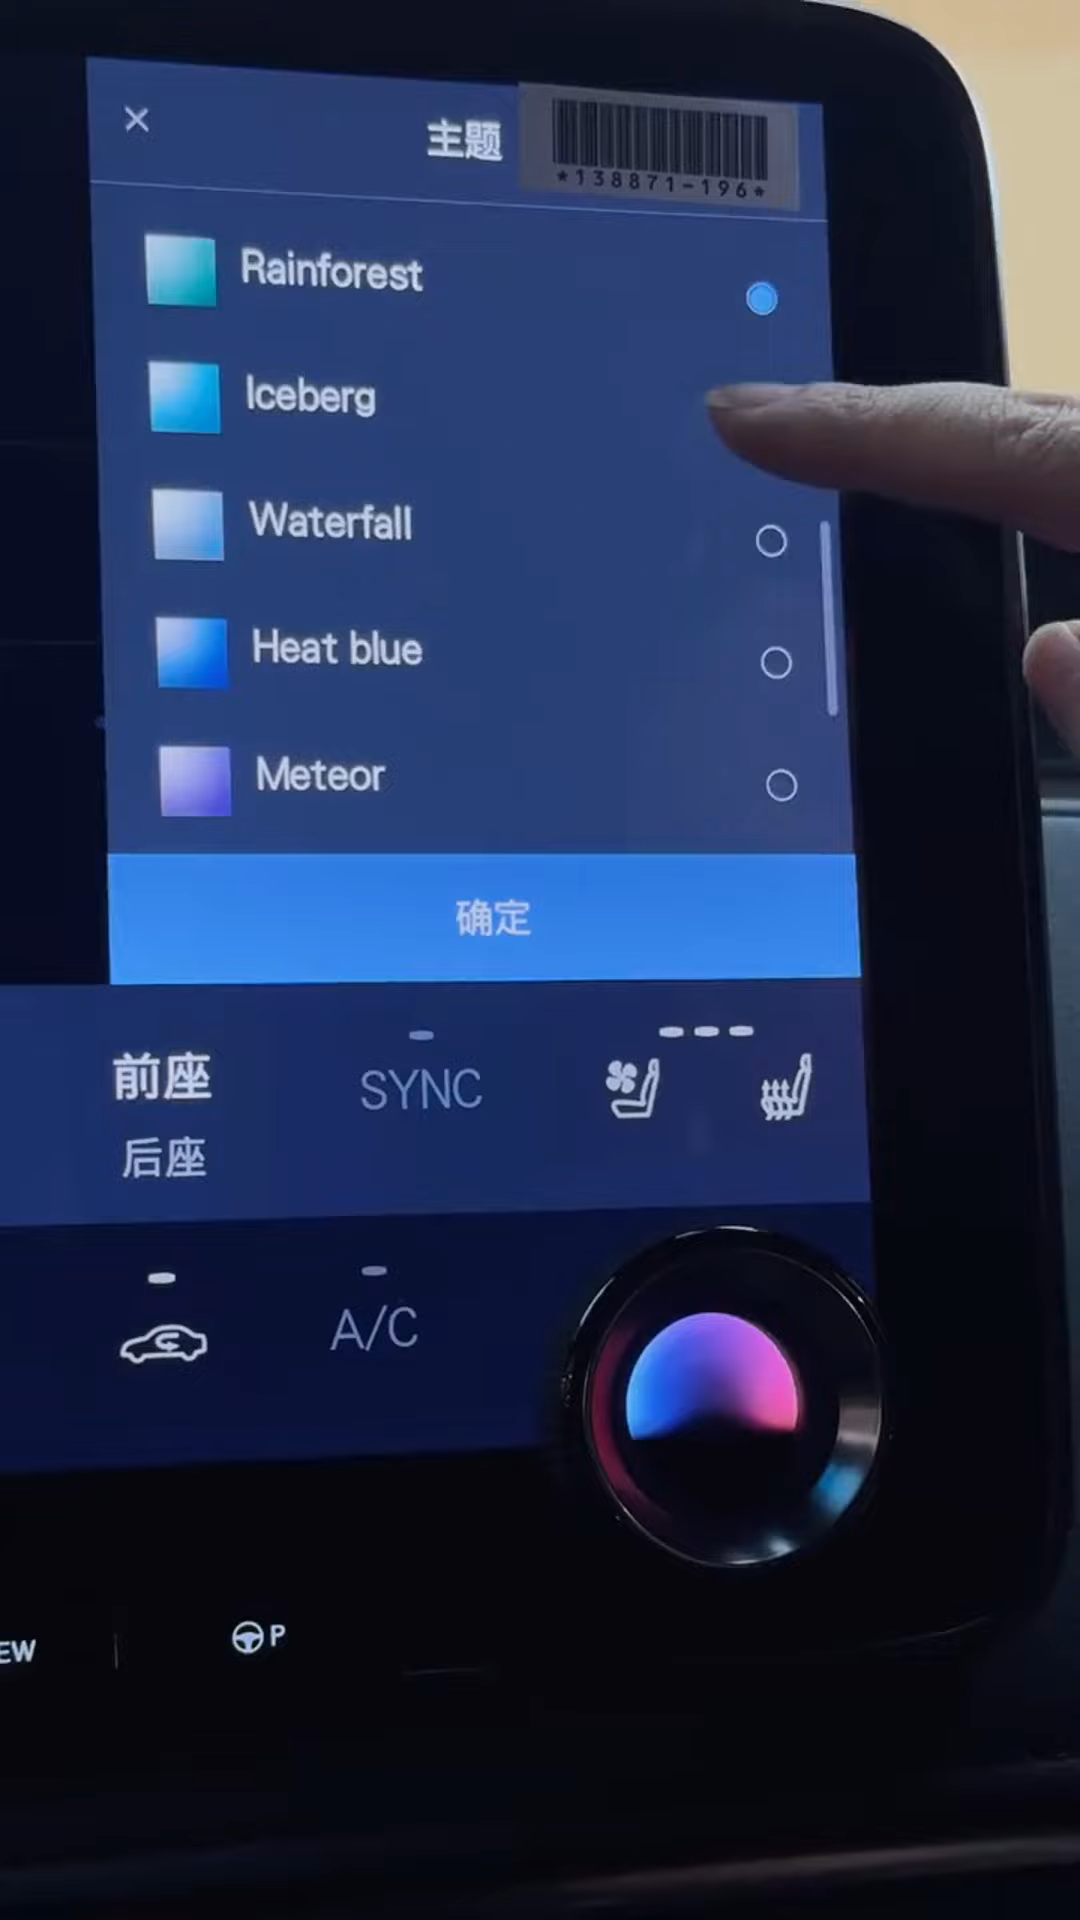 主题
*138871-196*
Rainforest
Iceberg
Waterfall
Heat blue
Meteor
确定
前座
SYNC
后座
A/C
EW
P